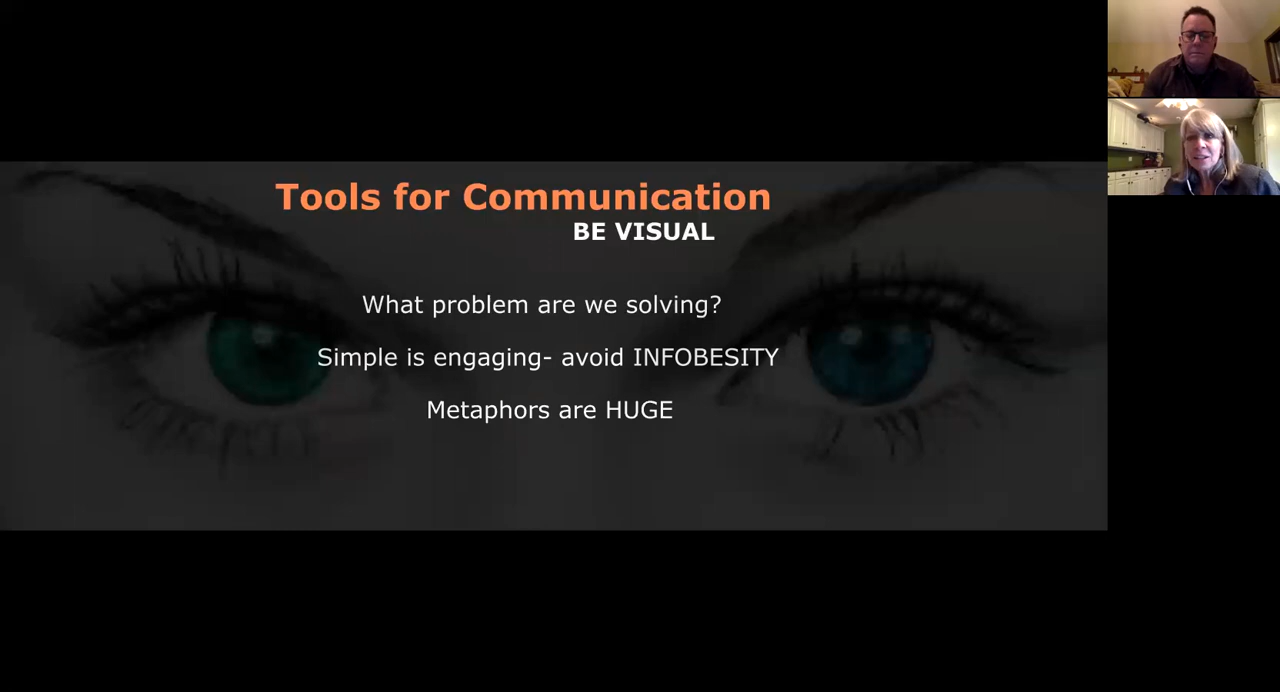 Tools for Communication
BE VISUAL
What problem are we solving?
Simple is engaging- avoid INFOBESITY
Metaphors are HUGE